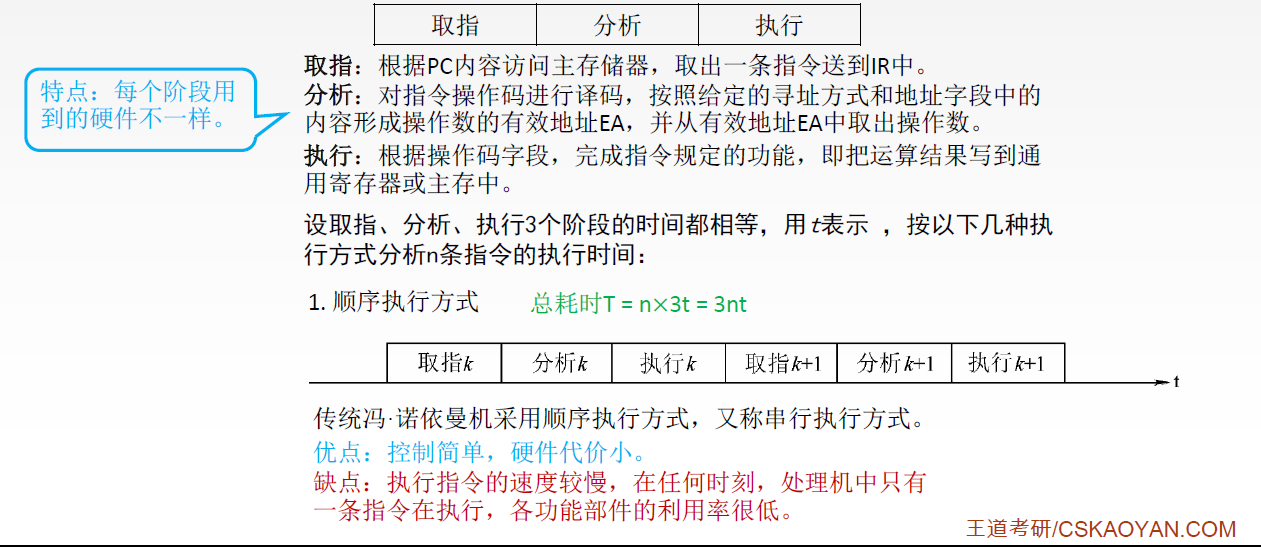 取指 分析 执行
取指：根据PC内容访问主存储器，取出一条指令送到IR中。
特点：每个阶段用
到的硬件不一样。
分析：对指令操作码进行译码，按照给定的寻址方式和地址字段中的
内容形成操作数的有效地址EA，并从有效地址EA中取出操作数。
执行：根据操作码字段，完成指令规定的功能，即把运算结果写到通
用寄存器或主存中。
设取指、分析、执行3个阶段的时间都相等，用t表示 ，按以下几种执
行方式分析n条指令的执行时间：
1. 顺序执行方式 总耗时T = n×3t = 3nt
取指k 分析k 执行k 取指k+1 分析k+1 执行k+1
t
传统冯·诺依曼机采用顺序执行方式，又称串行执行方式。
优点：控制简单，硬件代价小。
缺点：执行指令的速度较慢，在任何时刻，处理机中只有
一条指令在执行，各功能部件的利用率很低。
王道考研/CSKAOYAN.COM